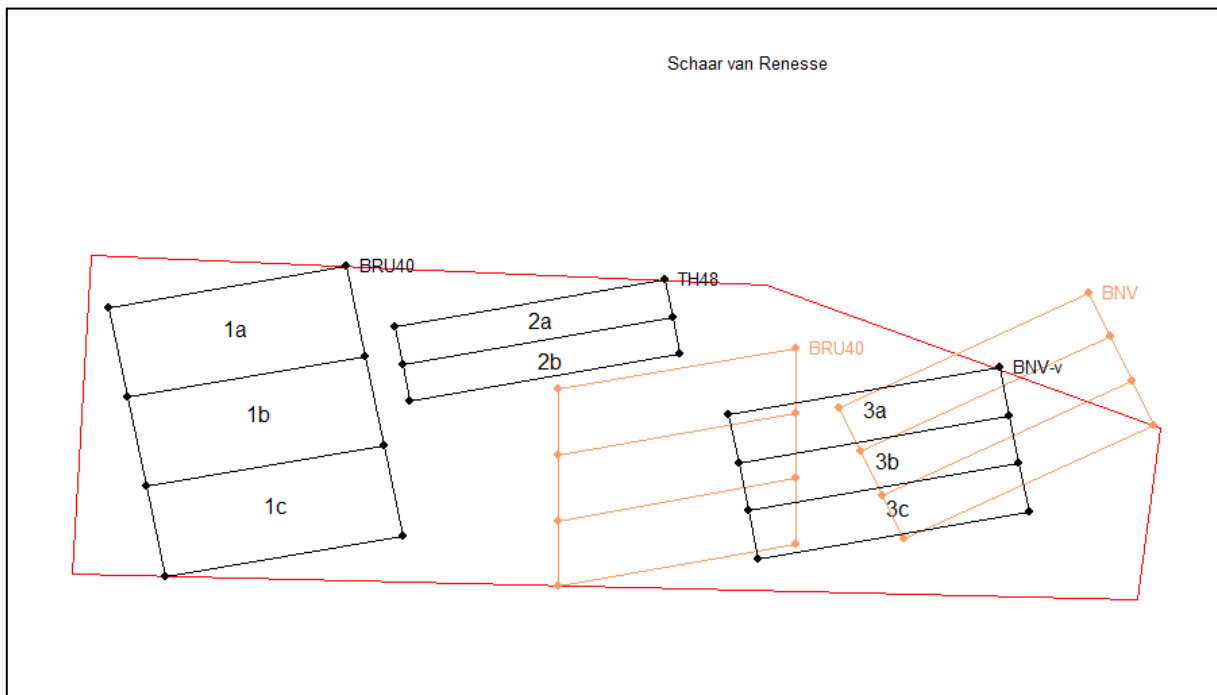 Schaar van Renesse
BRU40
TH48
BNV
BRU40
BNV-v
1a
2a
2b
1b
3a
3b
1c
3c